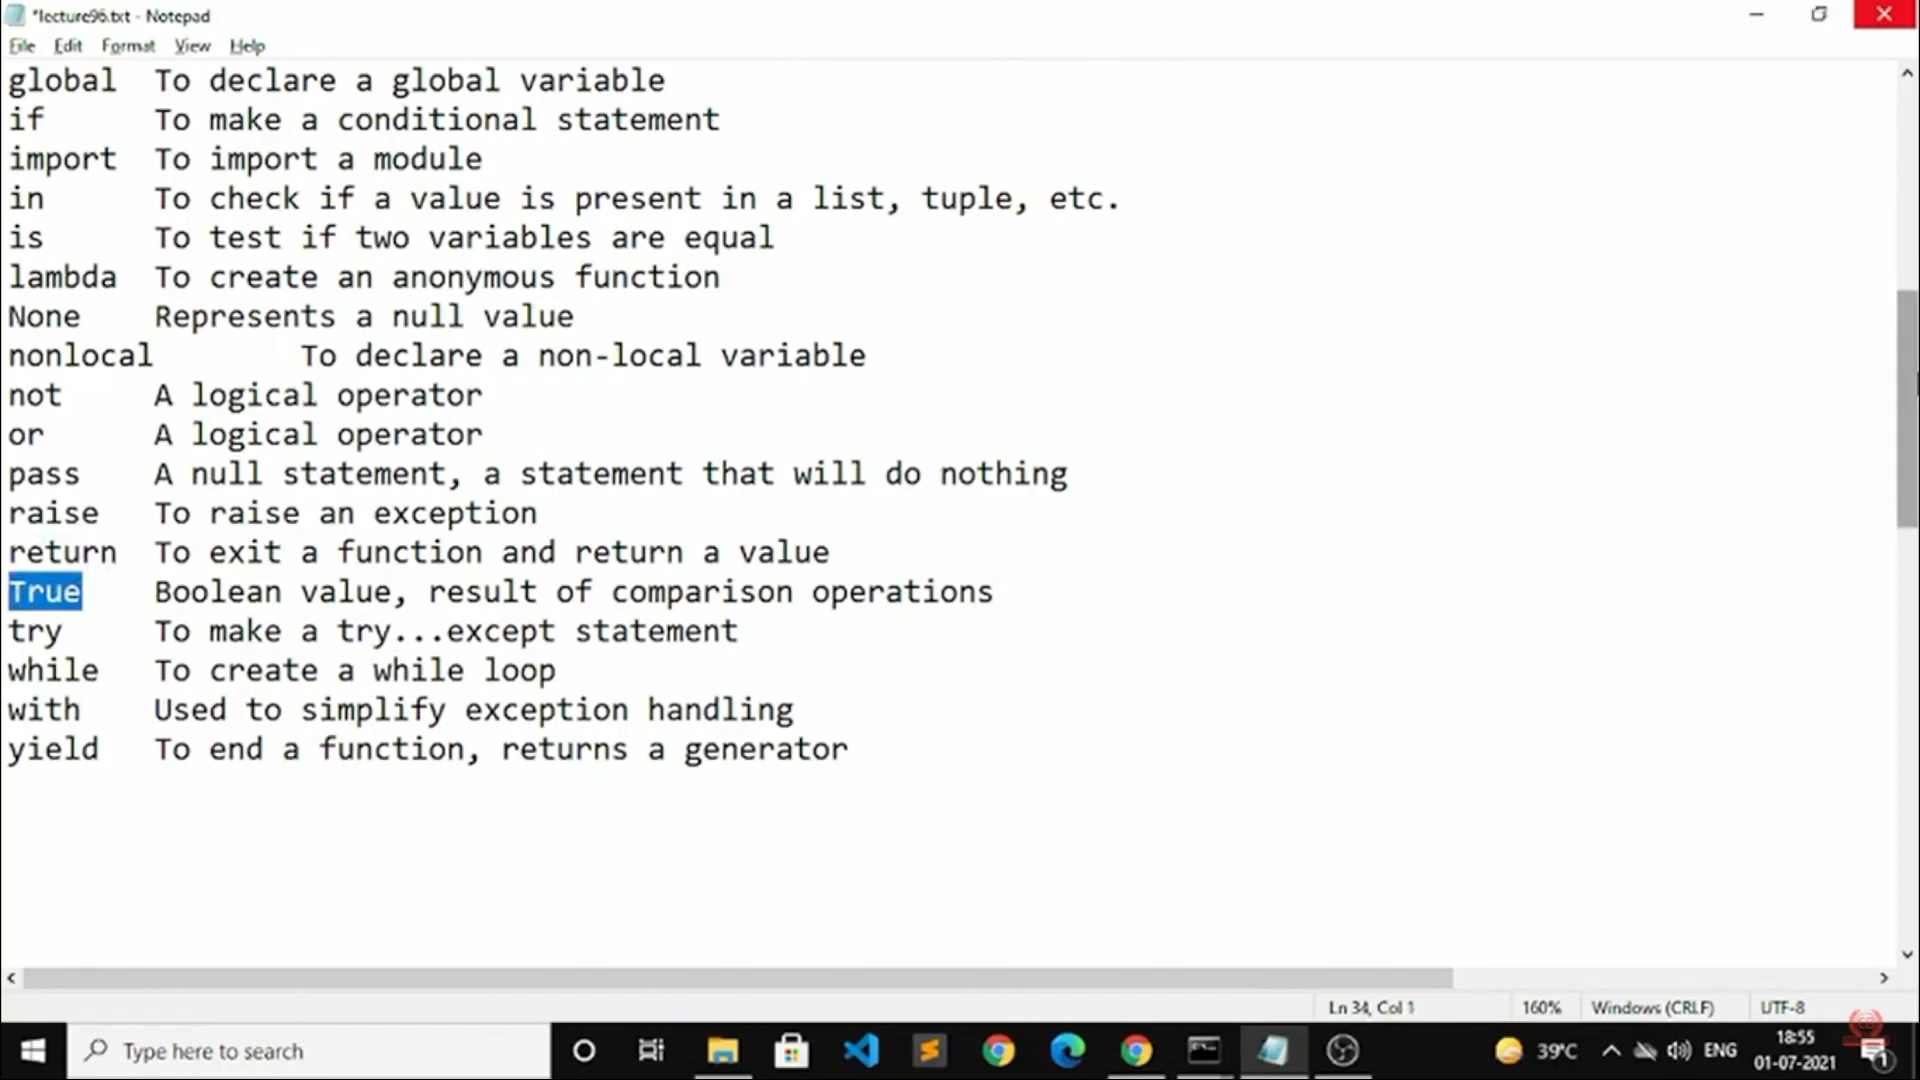 *lecture96.txt - Notepad
File Edit Format View Help
global To declare a global variable
if To make a conditional statement
import To import a module
in To check if a value is present in a list, tuple, etc.
is To test if two variables are equal
lambda To create an anonymous function
None Represents a null value
nonlocal To declare a non-local variable
not A logical operator
or A logical operator
pass A null statement, a statement that will do nothing
raise To raise an exception
return To exit a function and return a value
True Boolean value, result of comparison operations
try To make a try...except statement
while To create a while loop
with Used to simplify exception handling
yield To end a function, returns a generator
Ln 34, Col 1 160% Windows (CRLF) UTF-8
Type here to search 39°C ENG 18:55 1
01-07-2021